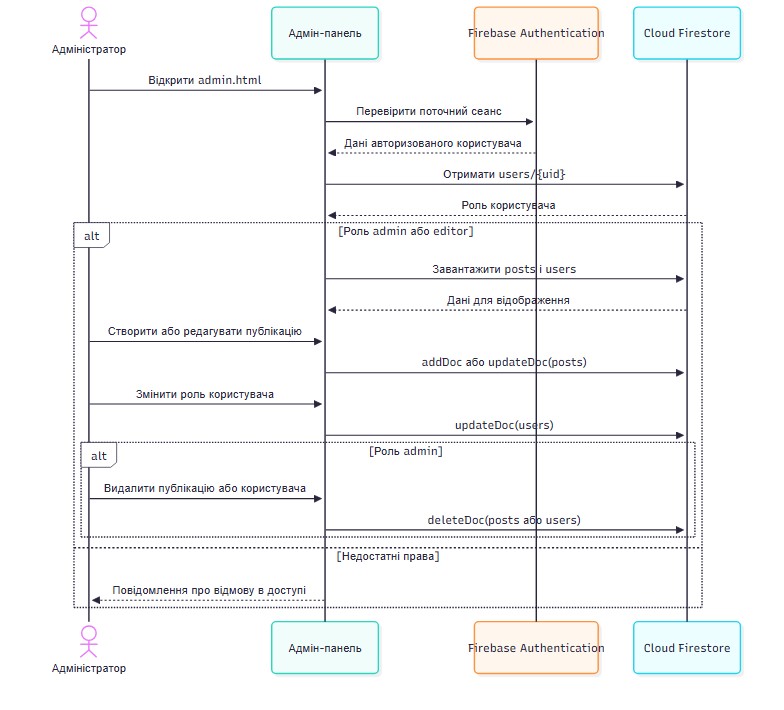 Адміністратор
Адмін-панель
Firebase Authentication
Cloud Firestore
Відкрити admin.html
Перевірити поточний сеанс
Дані авторизованого користувача
Отримати users/{uid}
Роль користувача
alt
[Роль admin або editor]
Завантажити posts і users
Дані для відображення
Створити або редагувати публікацію
addDoc або updateDoc(posts)
Змінити роль користувача
updateDoc(users)
alt
[Роль admin]
Видалити публікацію або користувача
deleteDoc(posts або users)
[Недостатні права]
Повідомлення про відмову в доступі
Адміністратор
Адмін-панель
Firebase Authentication
Cloud Firestore